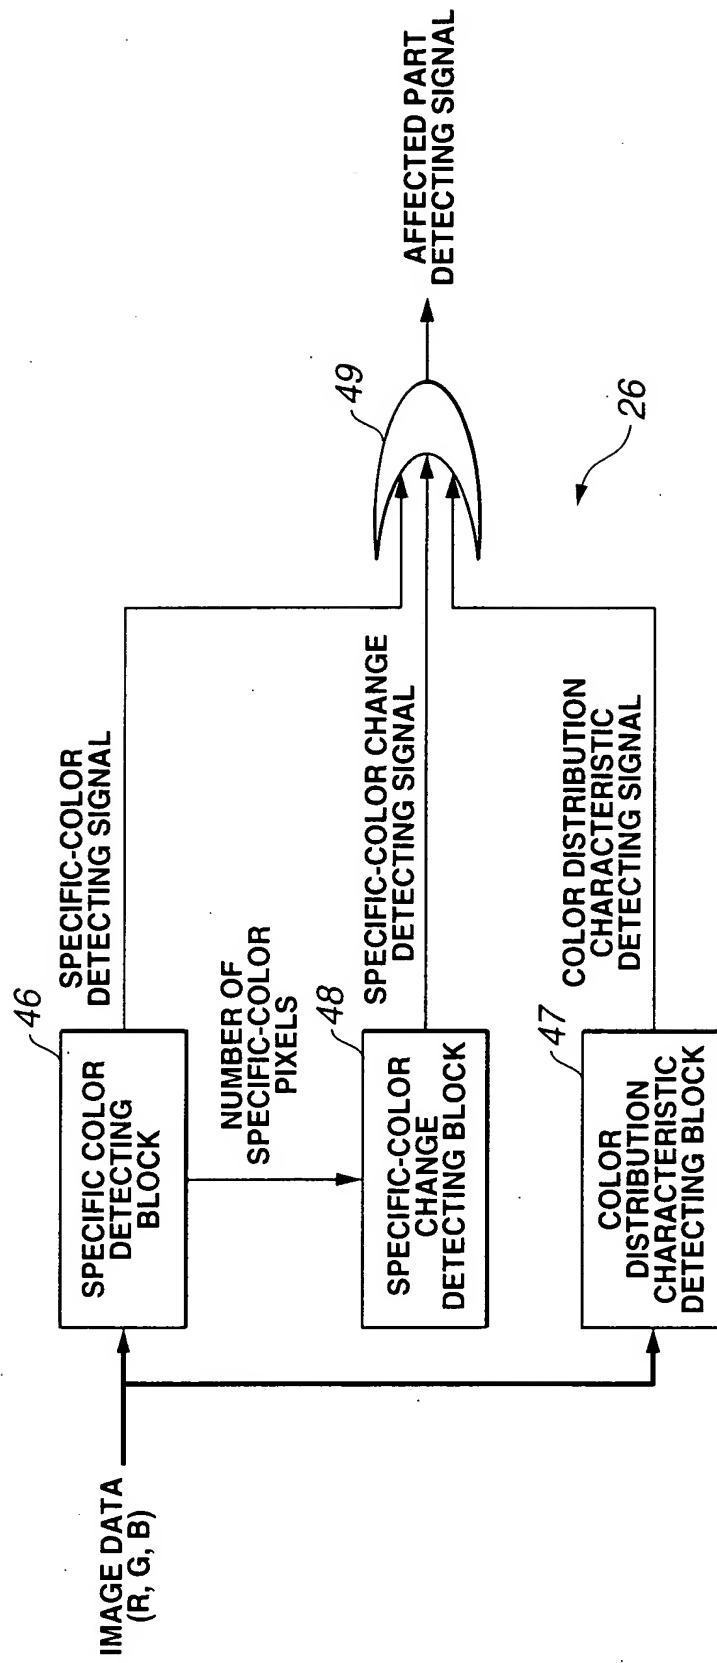 IMAGE DATA
(R, G, B)
46
SPECIFIC COLOR
DETECTING
BLOCK
SPECIFIC-COLOR
DETECTING SIGNAL
NUMBER OF
SPECIFIC-COLOR
PIXELS
48
SPECIFIC-COLOR
CHANGE
DETECTING BLOCK
SPECIFIC-COLOR CHANGE
DETECTING SIGNAL
47
COLOR
DISTRIBUTION
CHARACTERISTIC
DETECTING BLOCK
COLOR DISTRIBUTION
CHARACTERISTIC
DETECTING SIGNAL
49
AFFECTED PART
DETECTING SIGNAL
26